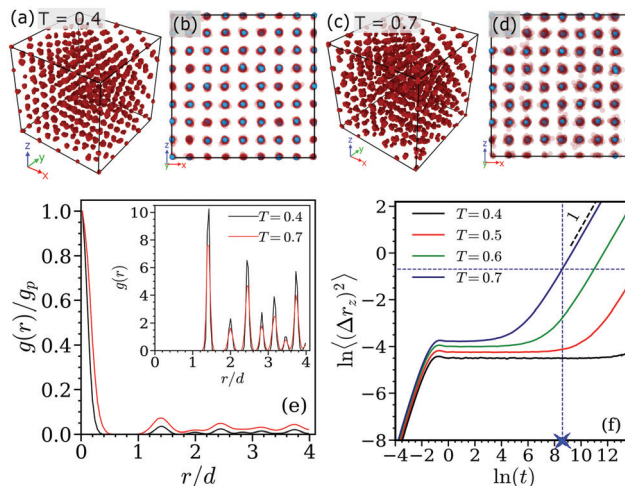 (a) T = 0.4
(b)
(c) T = 0.7
(d)
z
y
x
z
y
x
z
y
x
z
y
x
g(r)/g_p
1.0
0.8
0.6
0.4
0.2
0.0
0 1 2 3 4
r/d
(e)
g(r)
10
8
6
4
2
0
0 1 2 3 4
r/d
T = 0.4
T = 0.7
ln⟨(Δr_z)²⟩
2
0
−2
−4
−6
−8
−4 −2 0 2 4 6 8 10 12
ln(t)
T = 0.4
T = 0.5
T = 0.6
T = 0.7
1
(f)